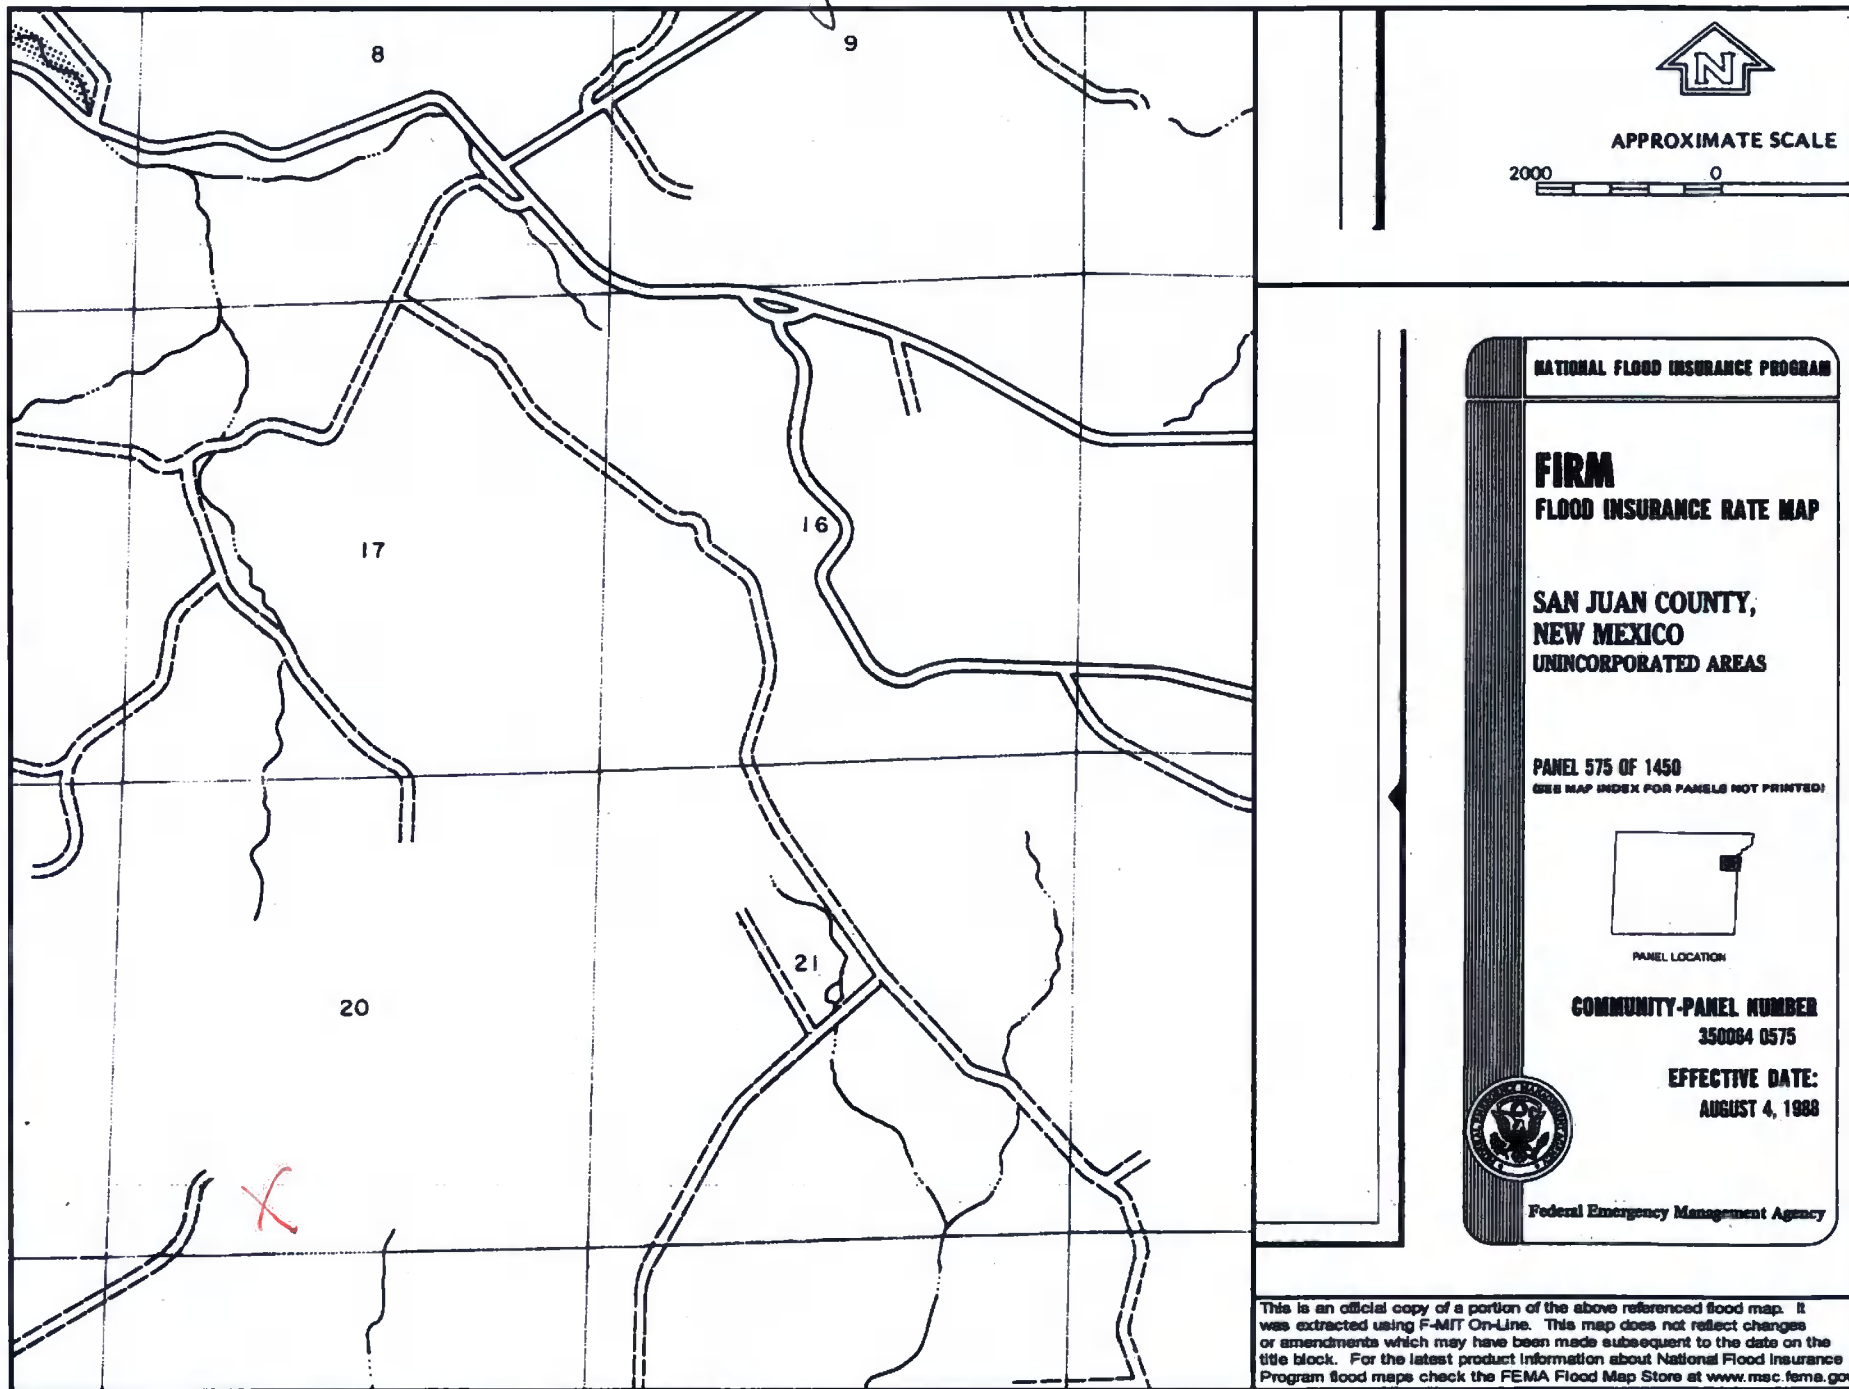 8
9
17
16
20
21
X
N
APPROXIMATE SCALE
2000 0
NATIONAL FLOOD INSURANCE PROGRAM
FIRM
FLOOD INSURANCE RATE MAP
SAN JUAN COUNTY,
NEW MEXICO
UNINCORPORATED AREAS
PANEL 575 OF 1450
(SEE MAP INDEX FOR PANELS NOT PRINTED)
PANEL LOCATION
COMMUNITY-PANEL NUMBER
350064 0575
EFFECTIVE DATE:
AUGUST 4, 1988
FEDERAL EMERGENCY MANAGEMENT AGENCY
Federal Emergency Management Agency
This is an official copy of a portion of the above referenced flood map. It
was extracted using F-MIT On-Line. This map does not reflect changes
or amendments which may have been made subsequent to the date on the
title block. For the latest product information about National Flood Insurance
Program flood maps check the FEMA Flood Map Store at www.msc.fema.gov